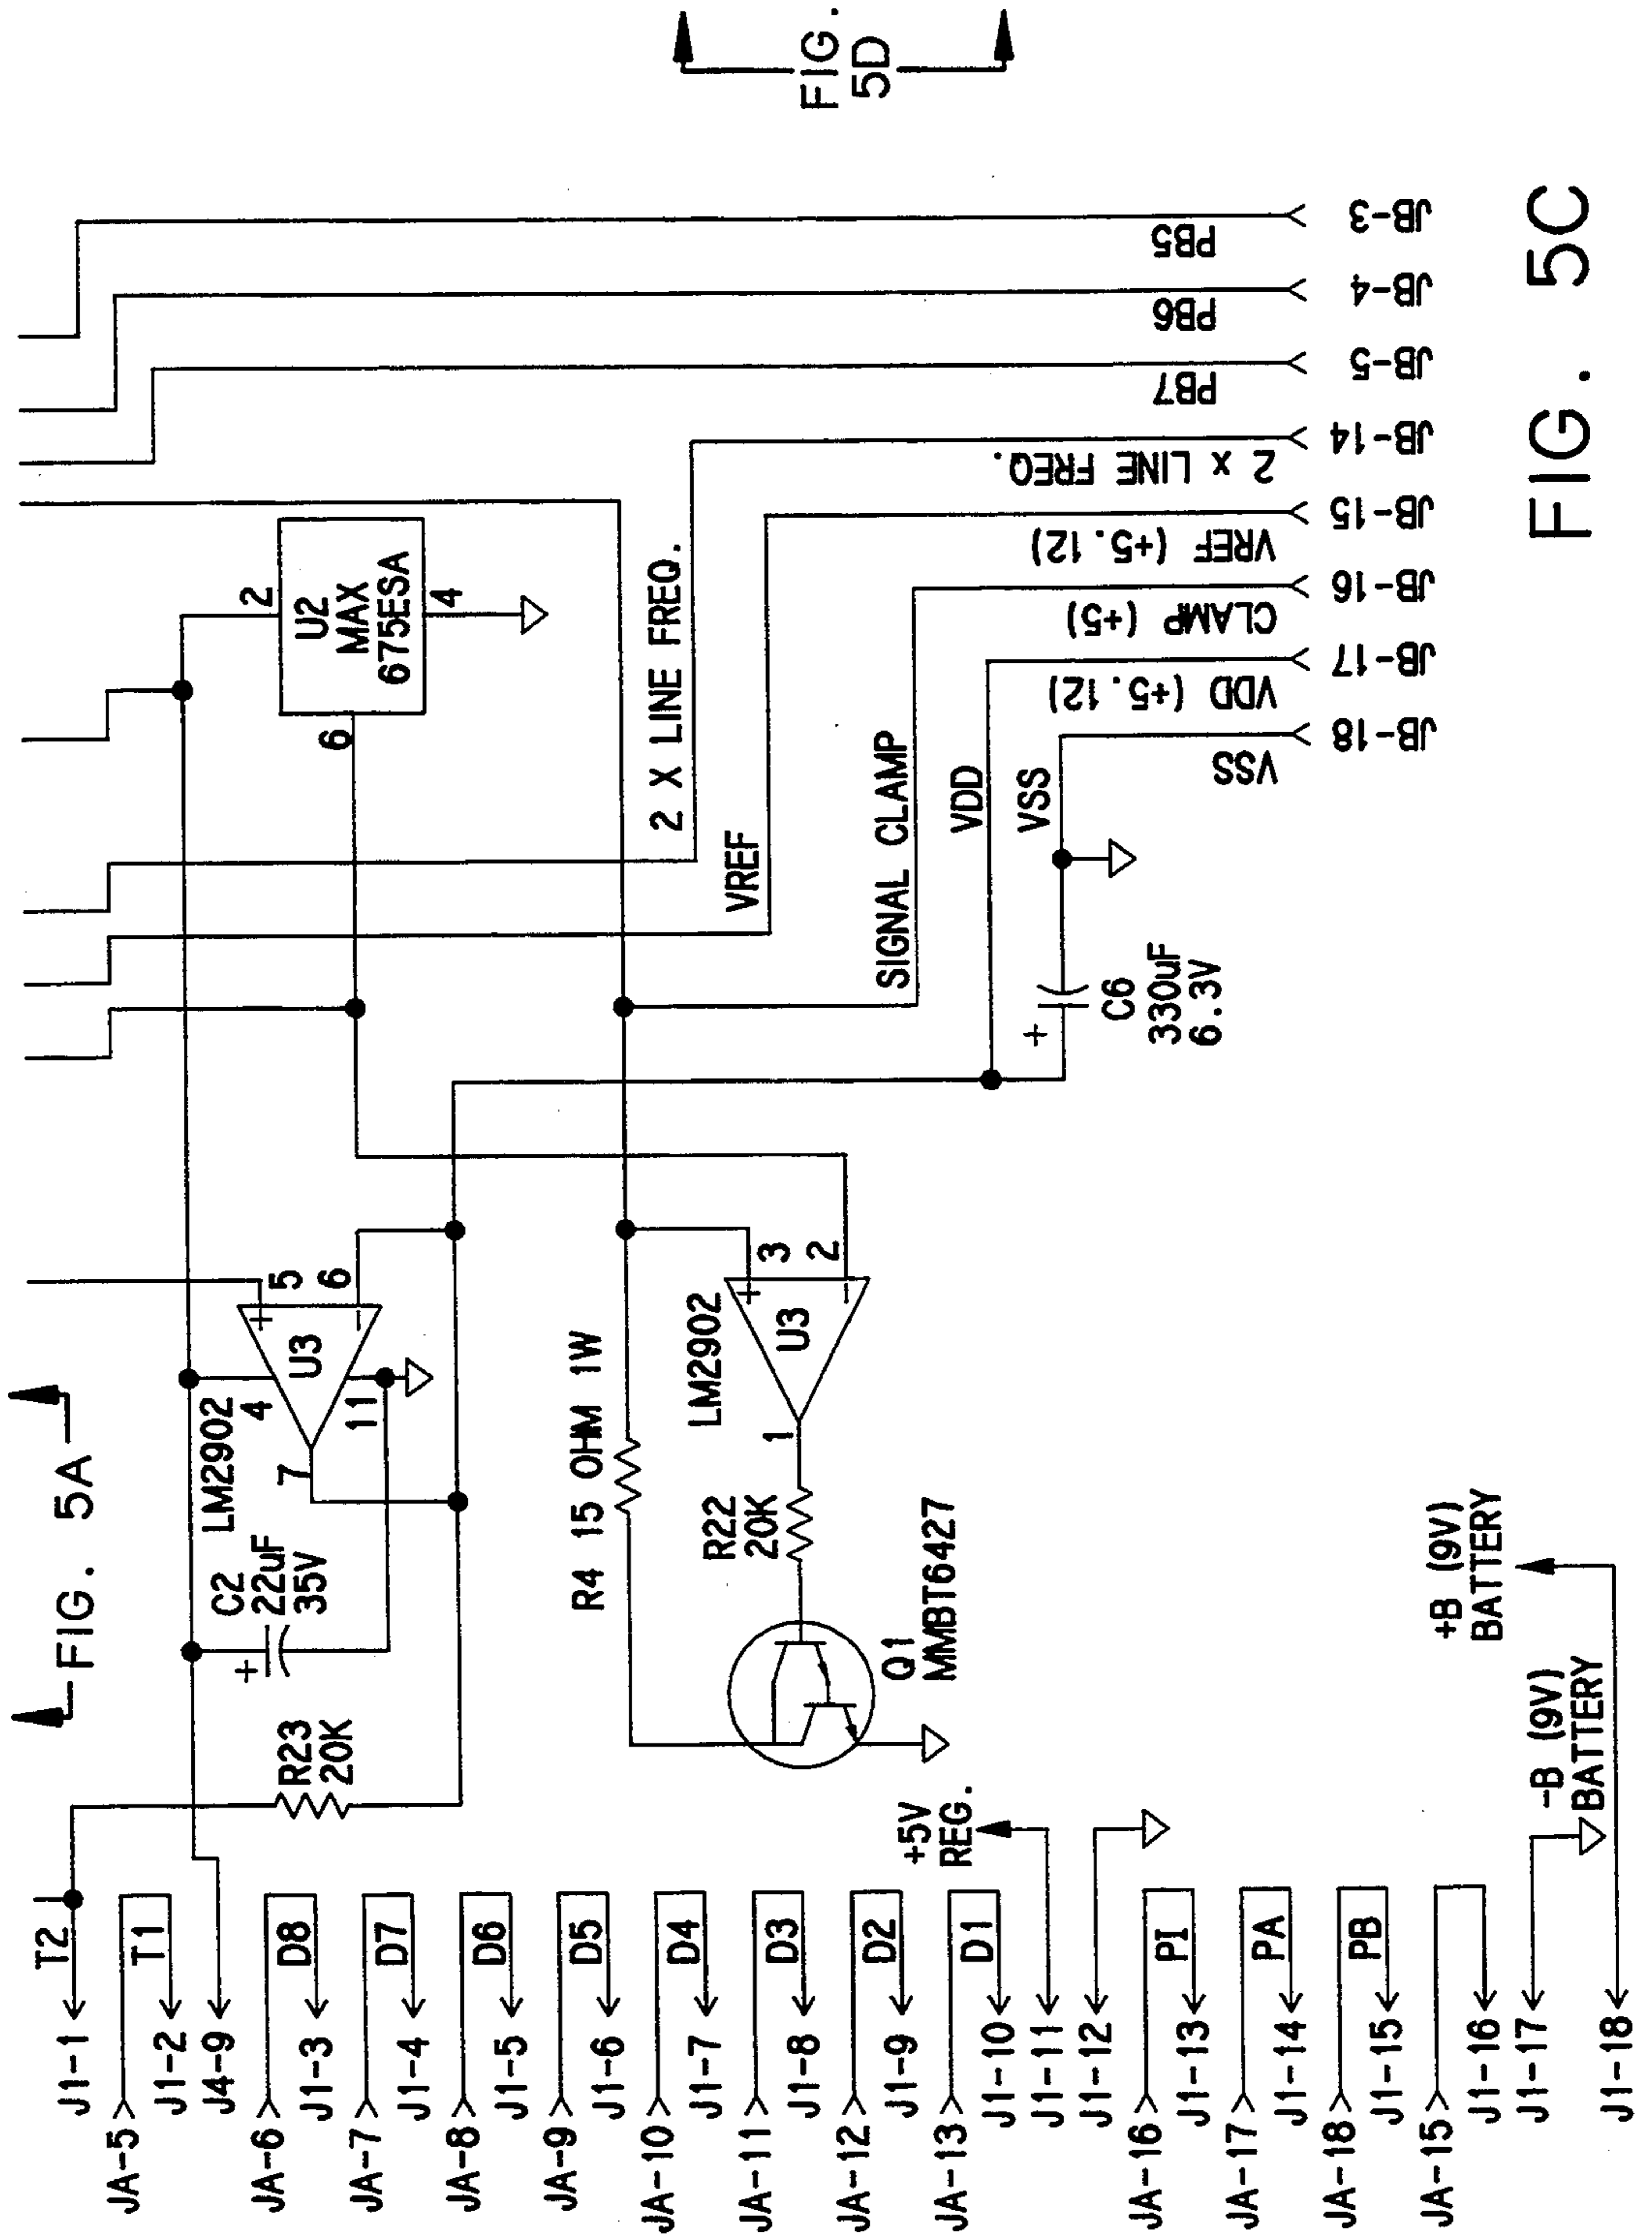 FIG. 5A
FIG.
5D
T2
J1-1
JA-5
T1
J1-2
J4-9
JA-6
D8
J1-3
JA-7
D7
J1-4
JA-8
D6
J1-5
JA-9
D5
J1-6
JA-10
D4
J1-7
JA-11
D3
J1-8
JA-12
D2
J1-9
JA-13
D1
J1-10
J1-11
J1-12
+5V
REG.
JA-16
PI
J1-13
JA-17
PA
J1-14
JA-18
PB
J1-15
JA-15
J1-16
J1-17
J1-18
-B (9V)
BATTERY
+B (9V)
BATTERY
R23
20K
C2
22uF
35V
+
LM2902
4
U3
5
+
6
-
7
11
R4 15 OHM 1W
LM2902
U3
3
+
2
-
1
R22
20K
Q1
MMBT6427
2
U2
MAX
675ESA
4
6
2 X LINE FREQ.
VREF
SIGNAL CLAMP
VDD
VSS
+
C6
330uF
6.3V
PB5
JB-3
PB6
JB-4
PB7
JB-5
2 x LINE FREQ.
JB-14
VREF (+5.12)
JB-15
CLAMP (+5)
JB-16
VDD (+5.12)
JB-17
VSS
JB-18
FIG. 5C